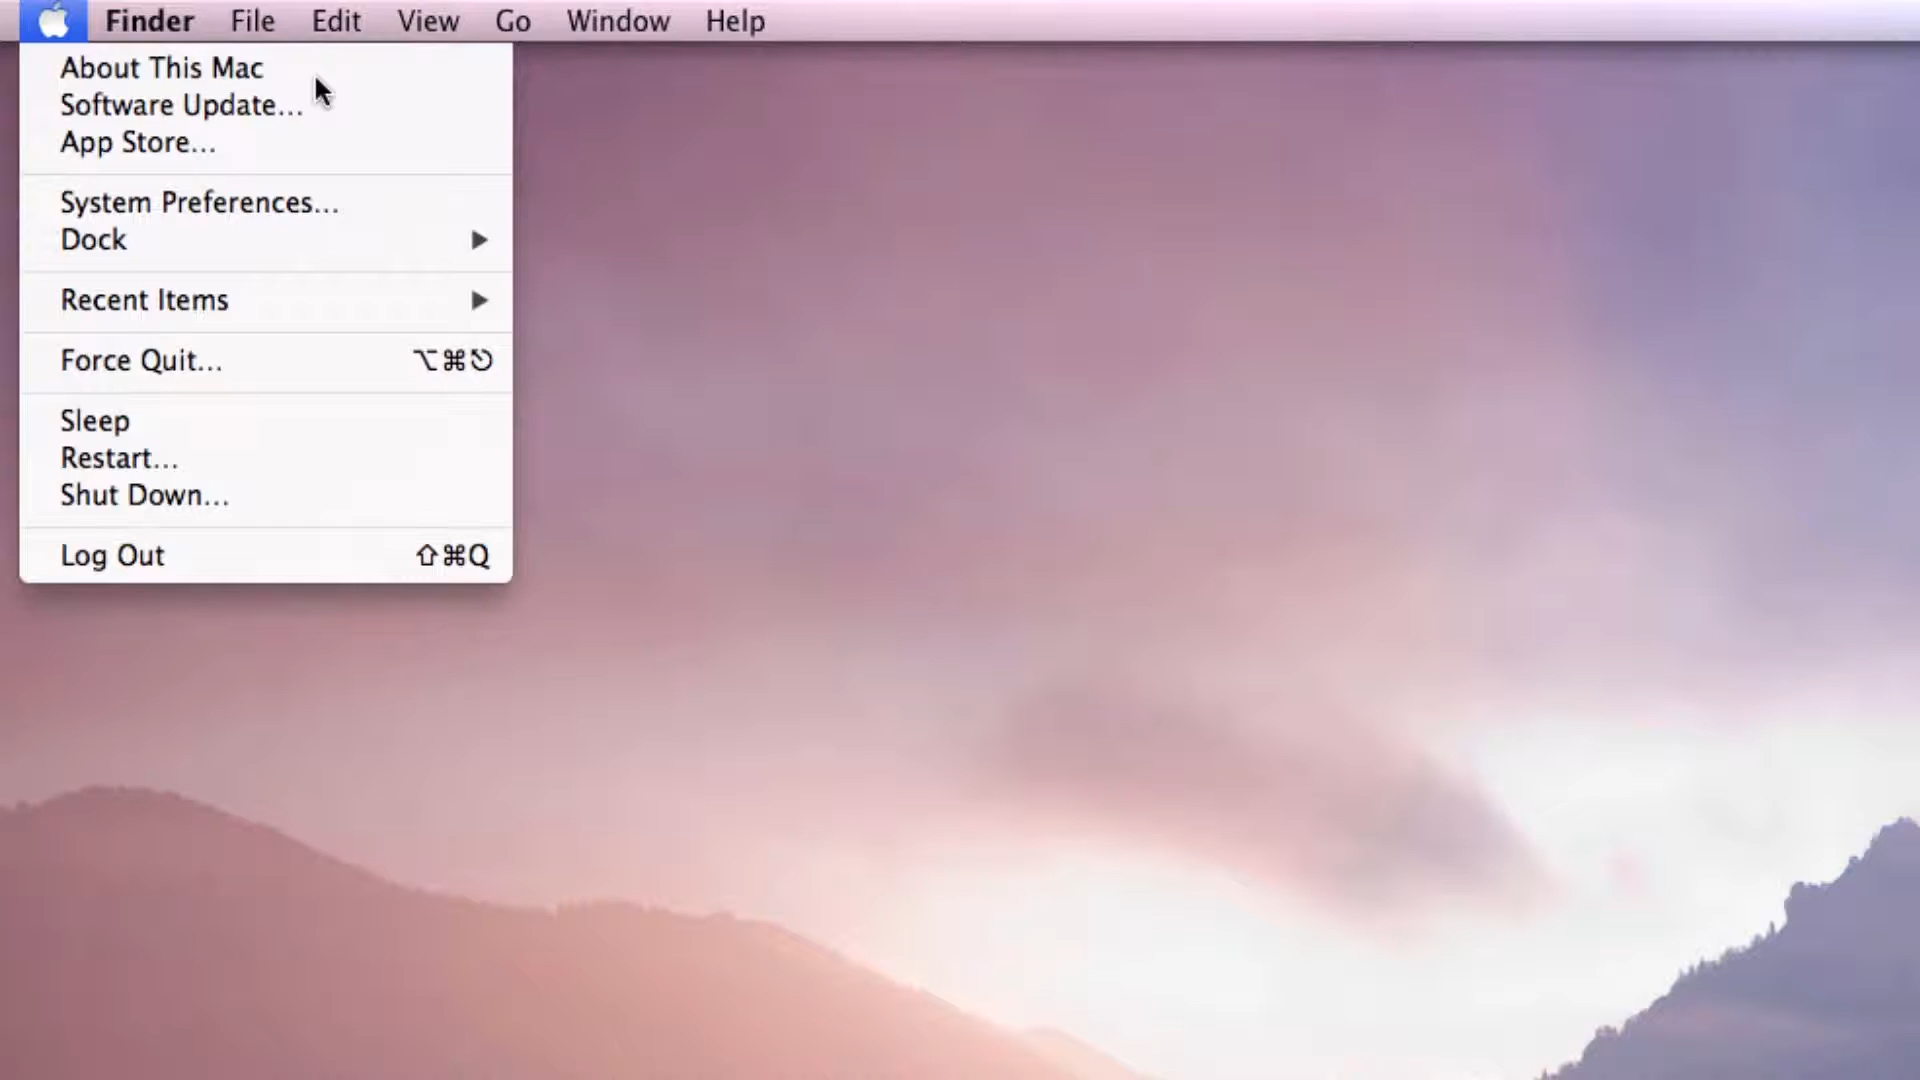 Finder File Edit View Go Window Help
About This Mac
Software Update...
App Store...
System Preferences...
Dock ▶
Recent Items ▶
Force Quit... ⌥⌘⎋
Sleep
Restart...
Shut Down...
Log Out ⇧⌘Q